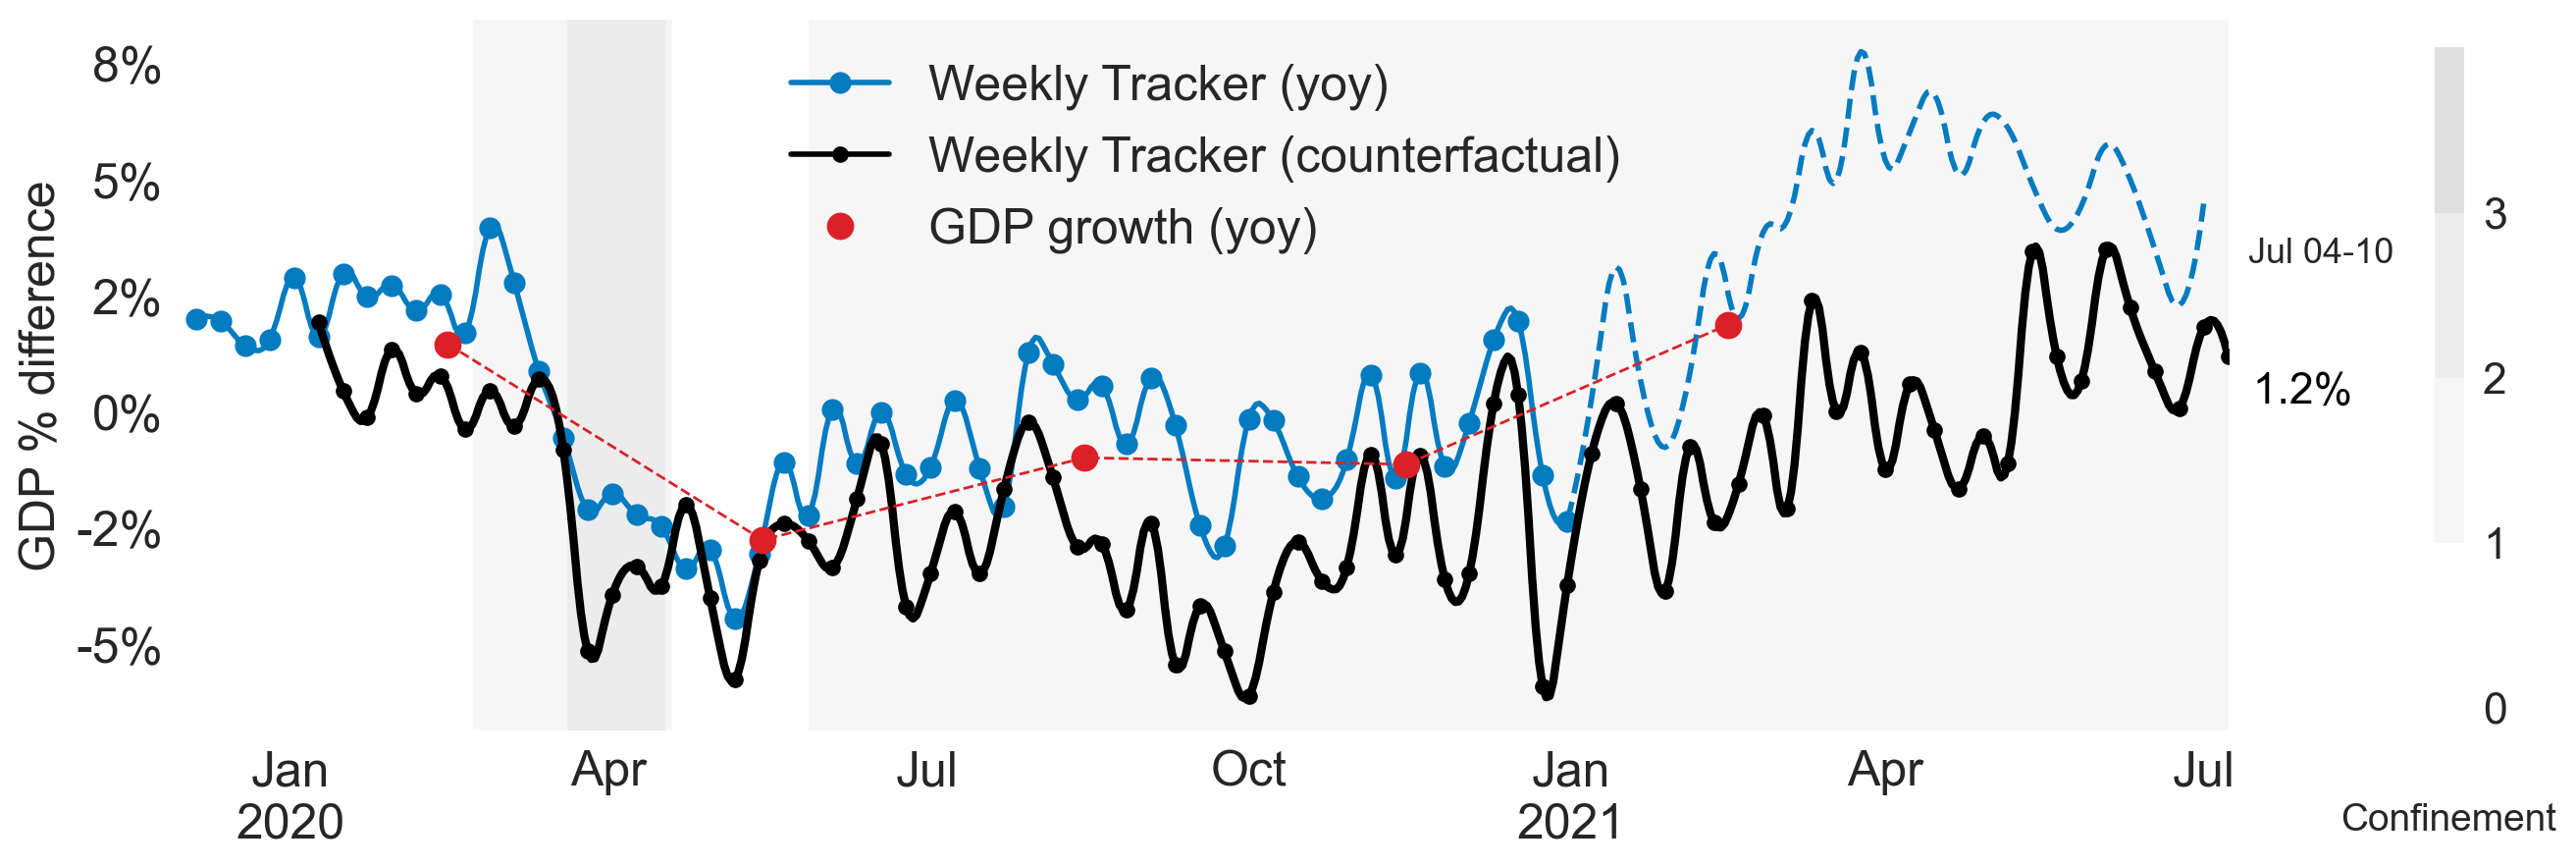 GDP % difference
8%
5%
2%
0%
-2%
-5%
Weekly Tracker (yoy)
Weekly Tracker (counterfactual)
GDP growth (yoy)
Jul 04-10
1.2%
3
2
1
0
Jan
2020
Apr
Jul
Oct
Jan
2021
Apr
Jul
Confinement